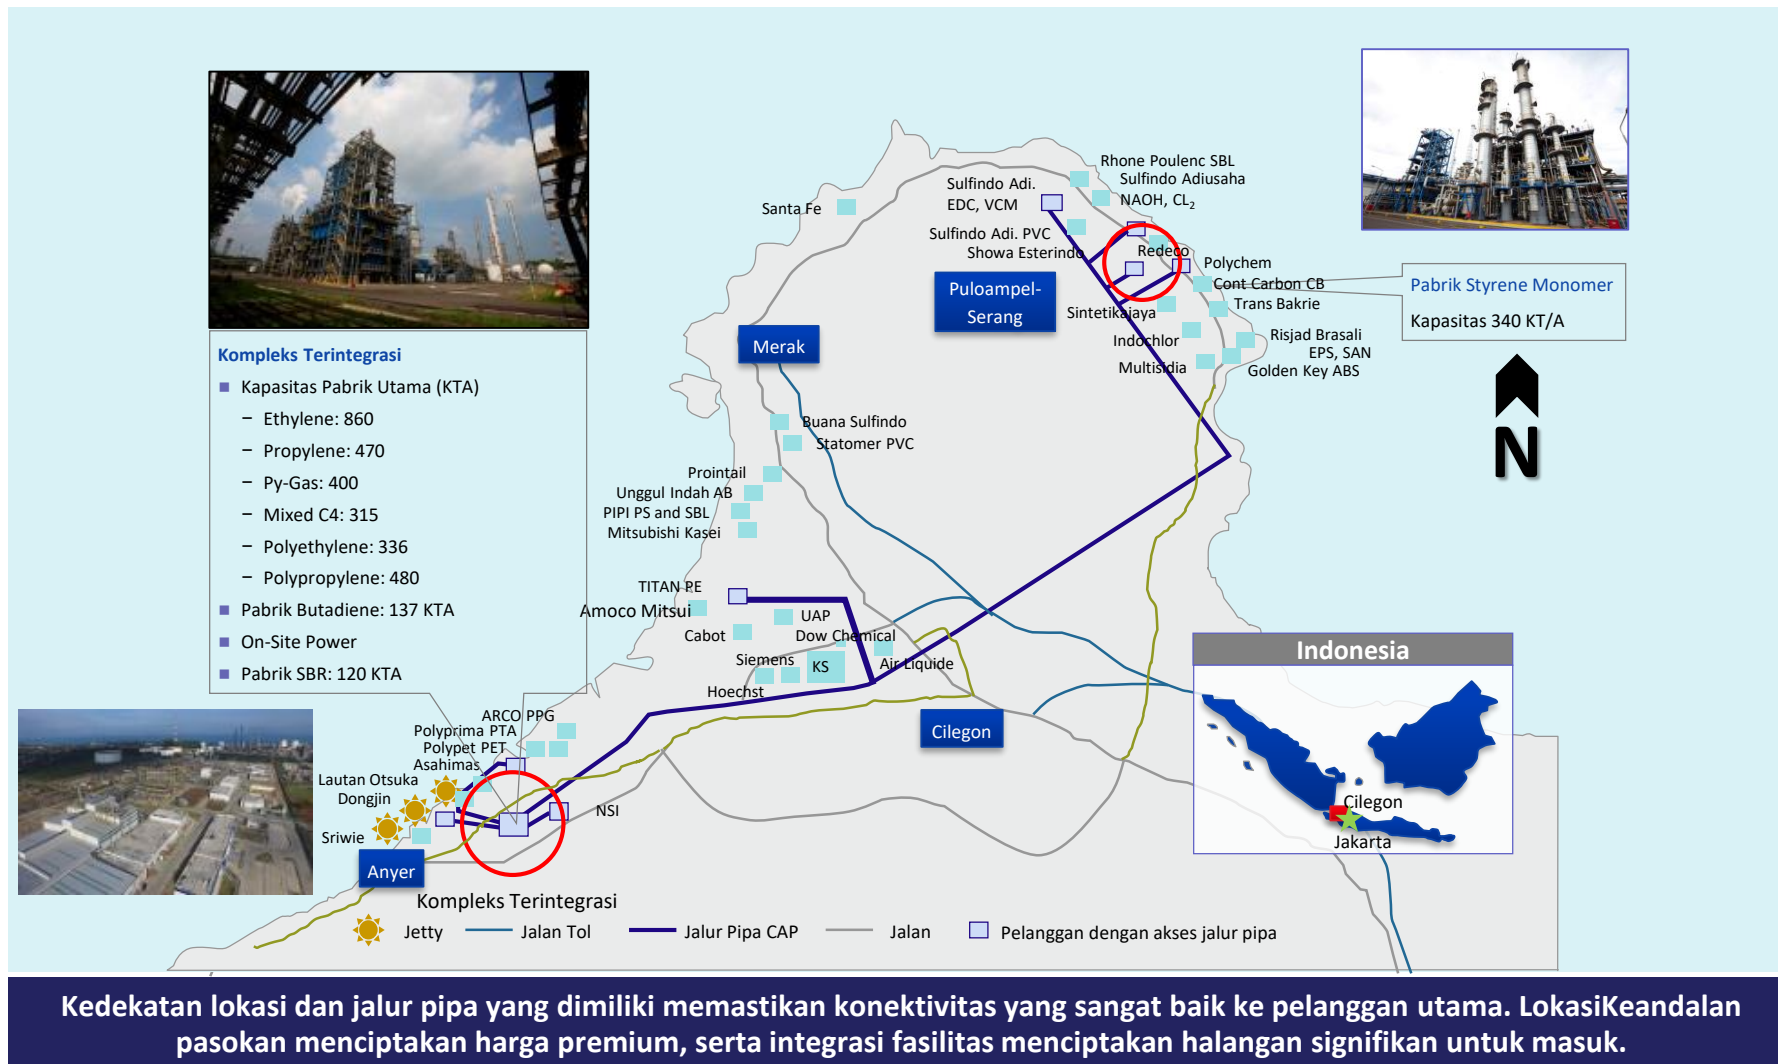 Rhone Poulenc SBL
Sulfindo Adi.
EDC, VCM
Sulfindo Adiusaha
NAOH, CL2
Santa Fe
Sulfindo Adi. PVC
Showa Esterindo
Redeco
Polychem
Cont Carbon CB
Trans Bakrie
Puloampel-
Serang
Sintetikajaya
Indochlor
Multisidia
Risjad Brasali
EPS, SAN
Golden Key ABS
Pabrik Styrene Monomer
Kapasitas 340 KT/A
N
Merak
Kompleks Terintegrasi
Kapasitas Pabrik Utama (KTA)
– Ethylene: 860
– Propylene: 470
– Py-Gas: 400
– Mixed C4: 315
– Polyethylene: 336
– Polypropylene: 480
Pabrik Butadiene: 137 KTA
On-Site Power
Pabrik SBR: 120 KTA
Buana Sulfindo
Statomer PVC
Prointail
Unggul Indah AB
PIPI PS and SBL
Mitsubishi Kasei
TITAN PE
Amoco Mitsui
Cabot
UAP
Dow Chemical
Siemens
KS
Air Liquide
Hoechst
Cilegon
Indonesia
Cilegon
Jakarta
ARCO PPG
Polyprima PTA
Polypet PET
Asahimas
Lautan Otsuka
Dongjin
Sriwie
NSI
Anyer
Kompleks Terintegrasi
Jetty
Jalan Tol
Jalur Pipa CAP
Jalan
Pelanggan dengan akses jalur pipa
Kedekatan lokasi dan jalur pipa yang dimiliki memastikan konektivitas yang sangat baik ke pelanggan utama. LokasiKeandalan
pasokan menciptakan harga premium, serta integrasi fasilitas menciptakan halangan signifikan untuk masuk.